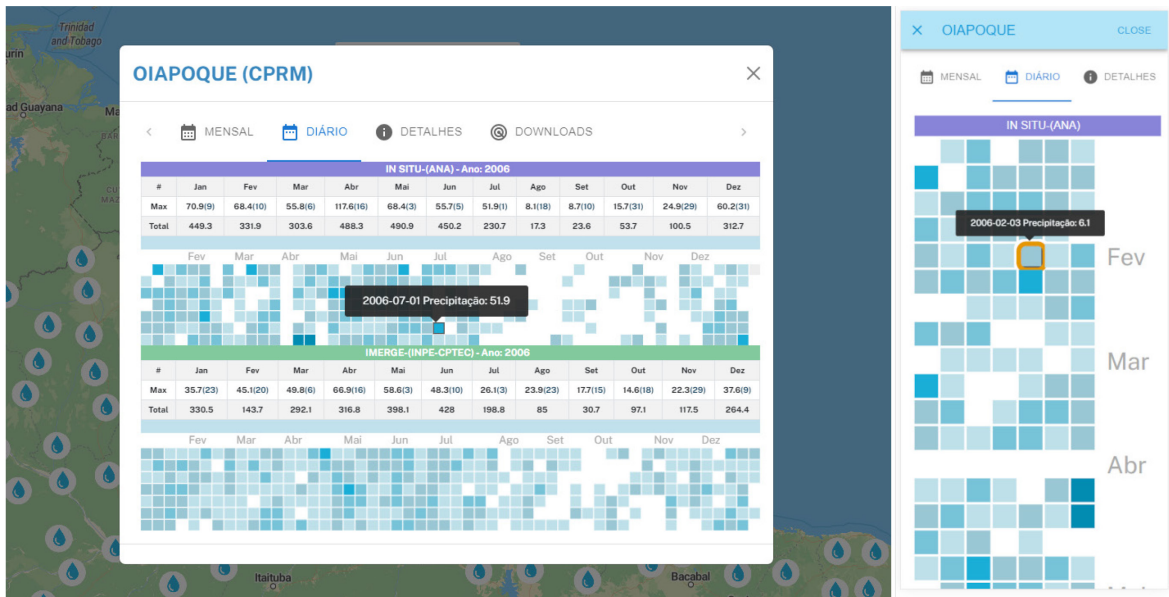 Trinidad
and Tobago
urín
ad Guayana
Ma
Itaituba
Bacabal
OIAPOQUE (CPRM)
MENSAL DIÁRIO DETALHES DOWNLOADS
IN SITU-(ANA) - Ano: 2006
# Jan Fev Mar Abr Mai Jun Jul Ago Set Out Nov Dez
Max 70.9(9) 68.4(10) 55.8(6) 117.6(16) 68.4(3) 55.7(5) 51.9(1) 8.1(18) 8.7(10) 15.7(31) 24.9(29) 60.2(31)
Total 449.3 331.9 303.6 488.3 490.9 450.2 230.7 17.3 23.6 53.7 100.5 312.7
Fev Mar Abr Mai Jun Jul Ago Set Out Nov Dez
2006-07-01 Precipitação: 51.9
IMERGE-(INPE-CPTEC) - Ano: 2006
# Jan Fev Mar Abr Mai Jun Jul Ago Set Out Nov Dez
Max 35.7(23) 45.1(20) 49.8(6) 66.9(16) 58.6(3) 48.3(10) 26.1(3) 23.9(23) 17.7(15) 14.6(18) 22.3(29) 37.6(9)
Total 330.5 143.7 292.1 316.8 398.1 428 198.8 85 30.7 97.1 117.5 264.4
Fev Mar Abr Mai Jun Jul Ago Set Out Nov Dez
OIAPOQUE CLOSE
MENSAL DIÁRIO DETALHES
IN SITU-(ANA)
2006-02-03 Precipitação: 6.1
Fev
Mar
Abr